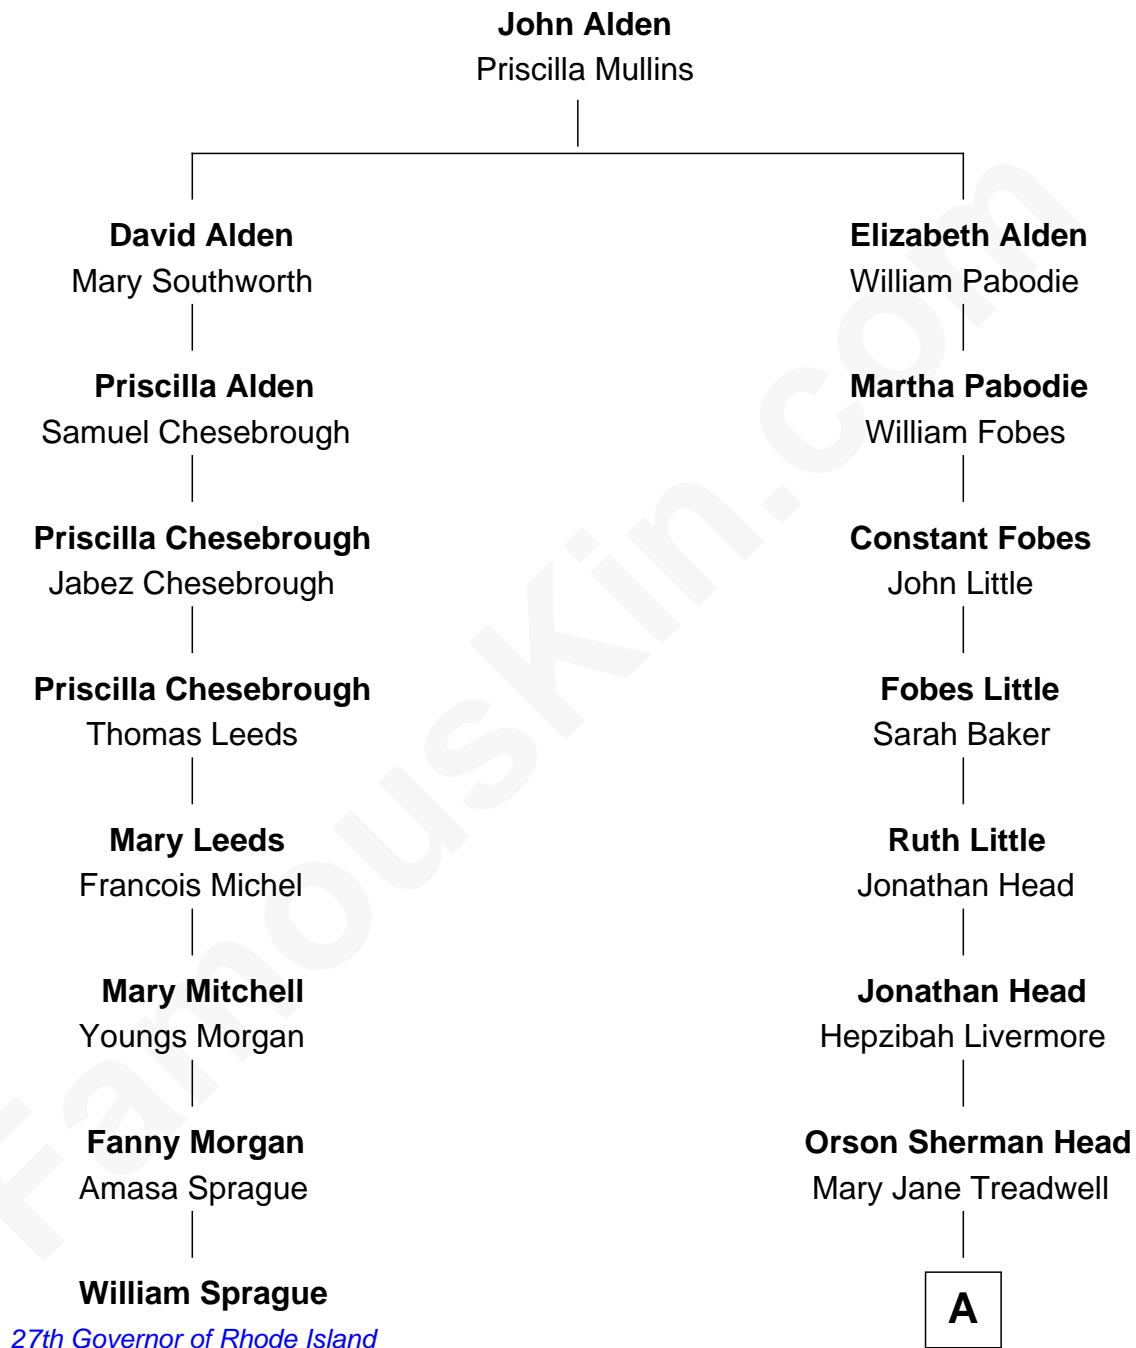 John Alden
Priscilla Mullins
David Alden
Mary Southworth
Elizabeth Alden
William Pabodie
Priscilla Alden
Samuel Chesebrough
Martha Pabodie
William Fobes
Priscilla Chesebrough
Jabez Chesebrough
Constant Fobes
John Little
Priscilla Chesebrough
Thomas Leeds
Fobes Little
Sarah Baker
Mary Leeds
Francois Michel
Ruth Little
Jonathan Head
Mary Mitchell
Youngs Morgan
Jonathan Head
Hepzibah Livermore
Fanny Morgan
Amasa Sprague
Orson Sherman Head
Mary Jane Treadwell
William Sprague
27th Governor of Rhode Island
A
FamousKin.com